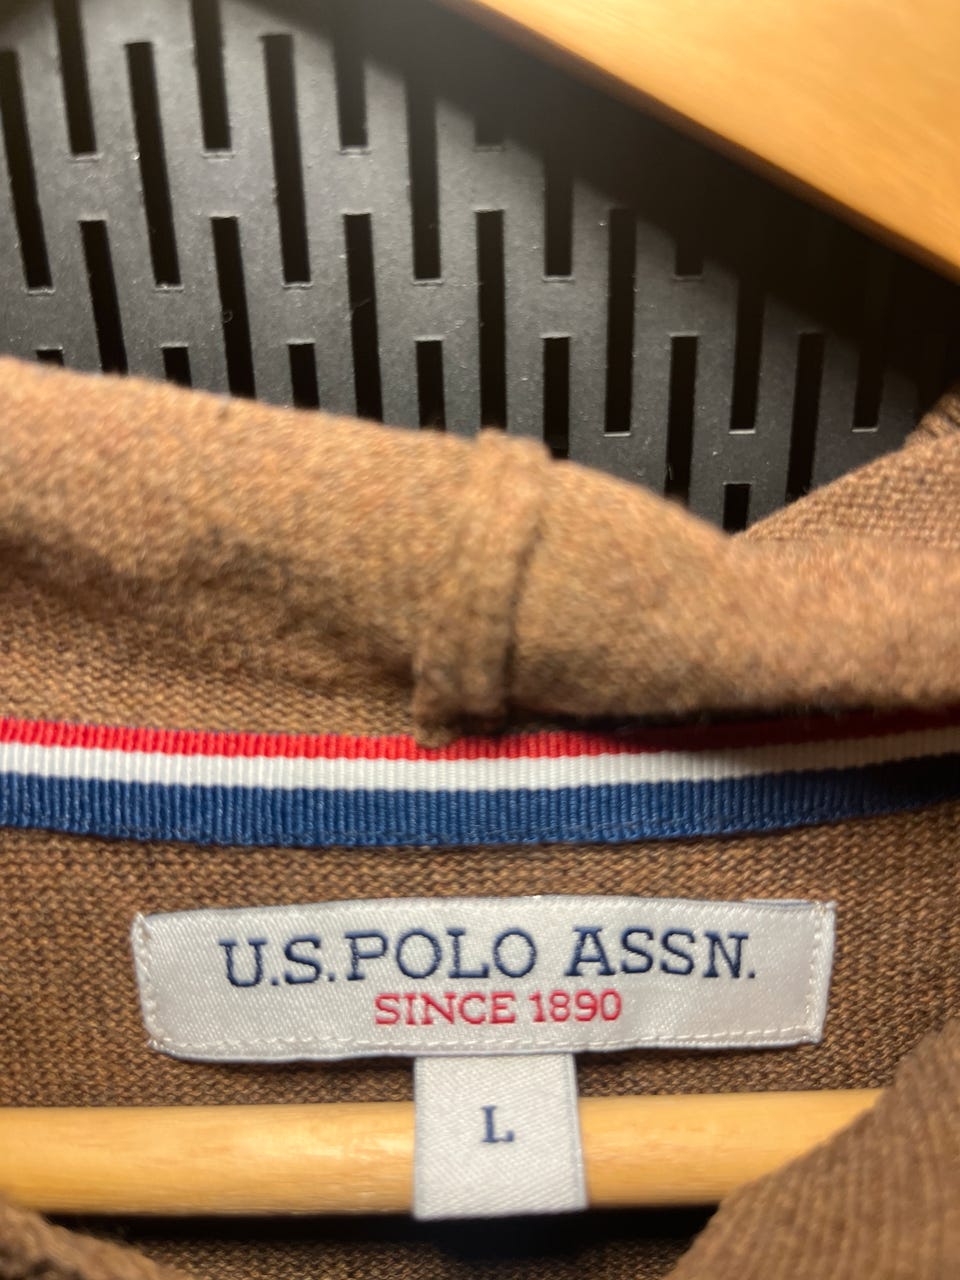 U.S. POLO ASSN.
SINCE 1890
L